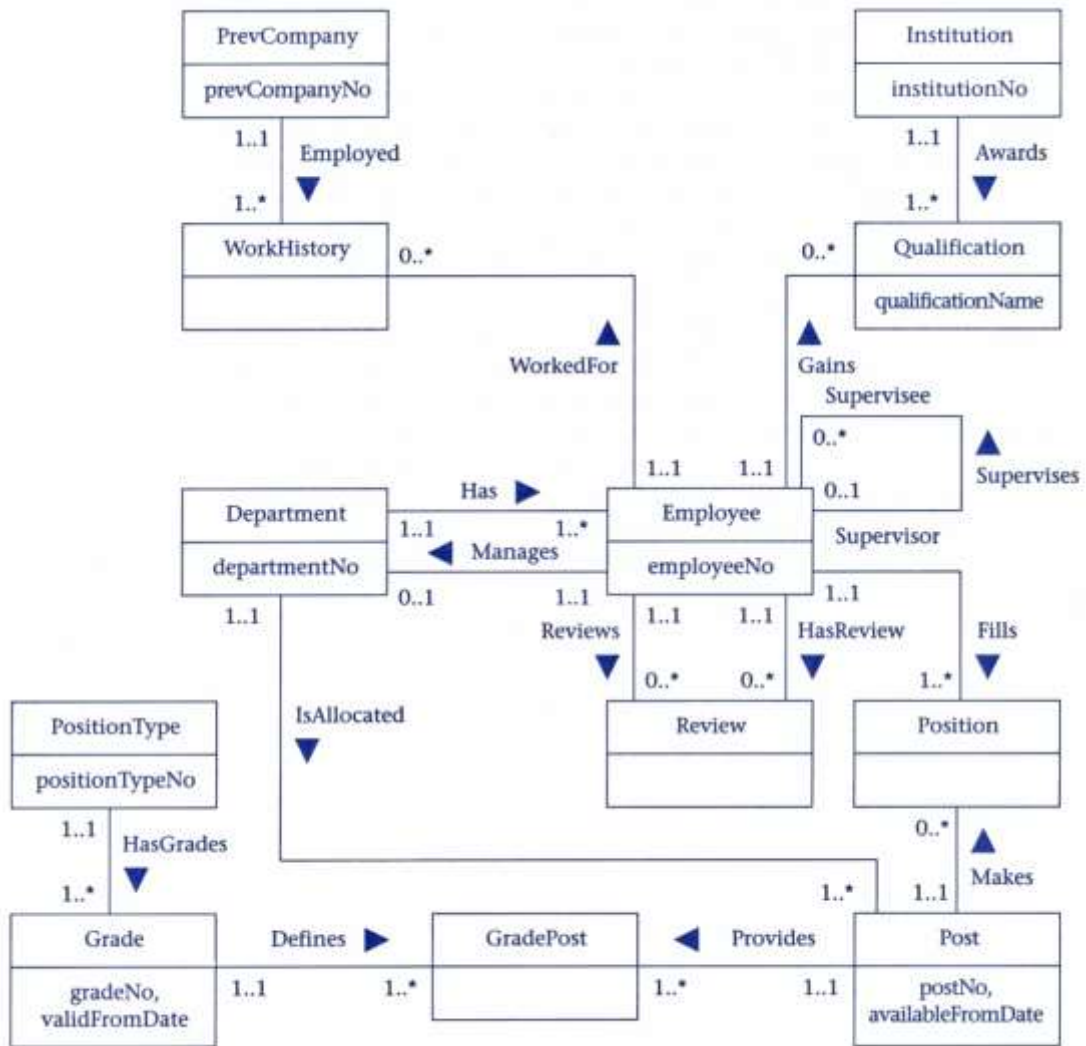 PrevCompany
prevCompanyNo
Institution
institutionNo
1..1
Employed
1..*
1..1
Awards
1..*
WorkHistory
0..*
0..*
Qualification
qualificationName
WorkedFor
Gains
Supervisee
0..*
Supervises
1..1
1..1
0..1
Supervisor
Has
Department
departmentNo
1..1
1..*
Manages
0..1
1..1
Employee
employeeNo
1..1
Reviews
1..1
1..1
HasReview
1..1
Fills
0..*
0..*
1..*
IsAllocated
PositionType
positionTypeNo
Review
Position
1..1
HasGrades
1..*
0..*
Makes
1..*
1..1
Grade
gradeNo,
validFromDate
Defines
1..1
1..*
GradePost
Provides
1..*
1..1
Post
postNo,
availableFromDate